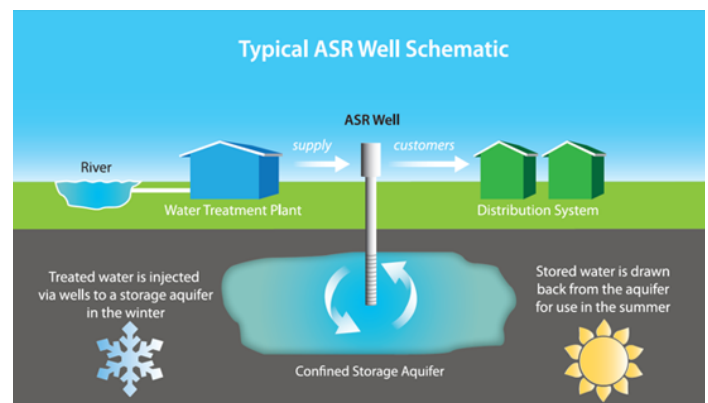 Typical ASR Well Schematic
ASR Well
supply
customers
River
Water Treatment Plant
Distribution System
Treated water is injected
via wells to a storage aquifer
in the winter
Stored water is drawn
back from the aquifer
for use in the summer
Confined Storage Aquifer